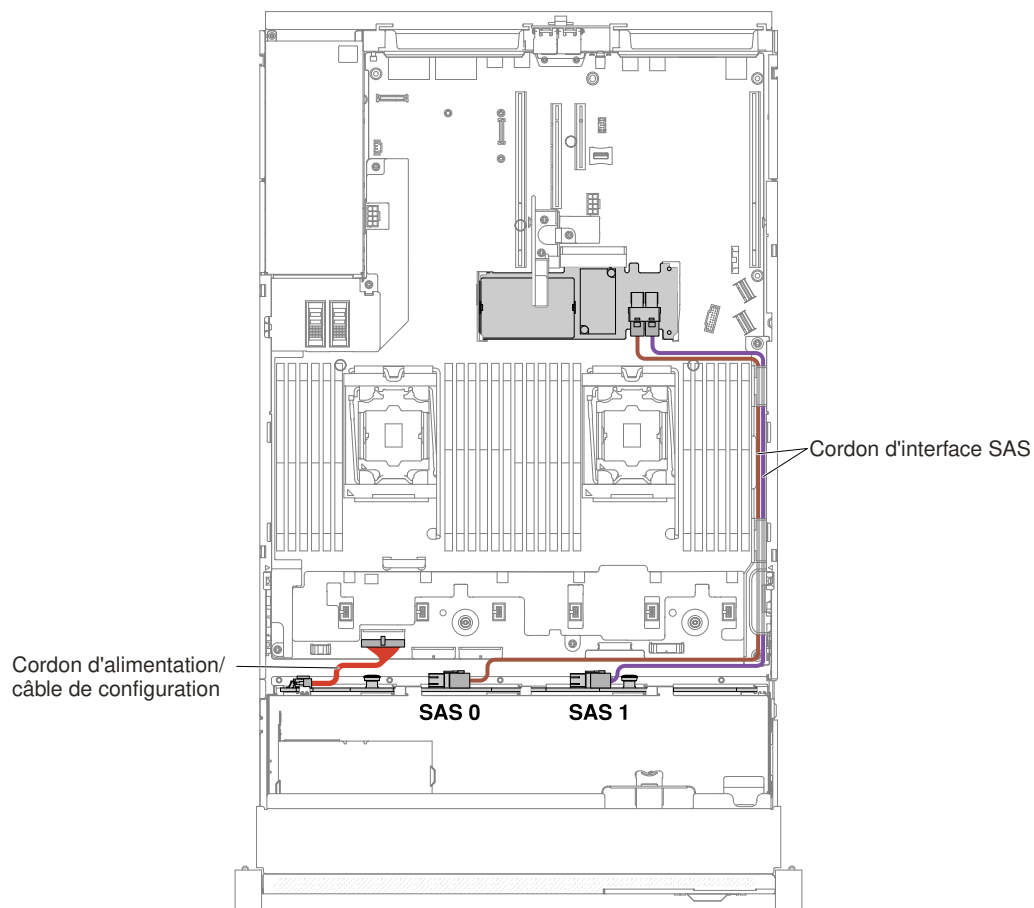 Cordon d'interface SAS
Cordon d'alimentation/
câble de configuration
SAS 0
SAS 1